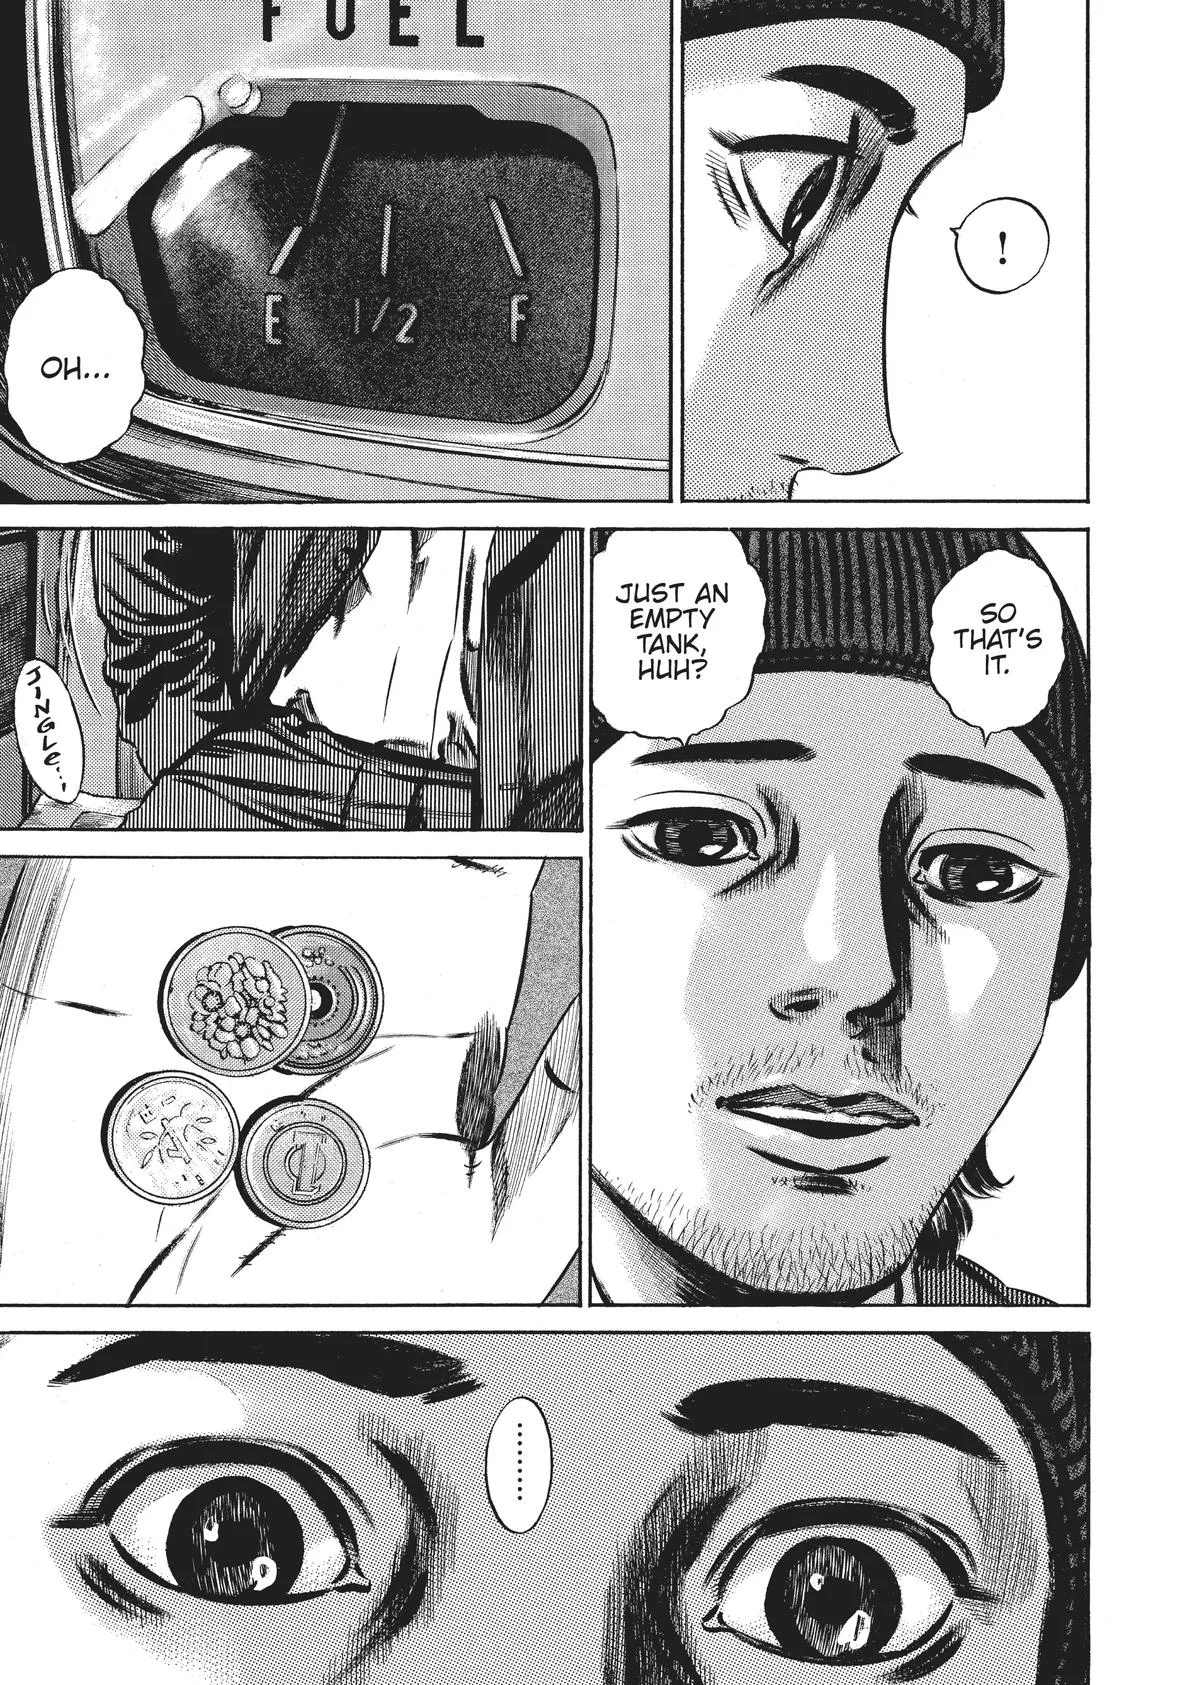 !
FUEL
E 1/2 F
OH...
SO
THAT'S
IT.
JUST AN
EMPTY
TANK,
HUH?
JINGLE...
.........